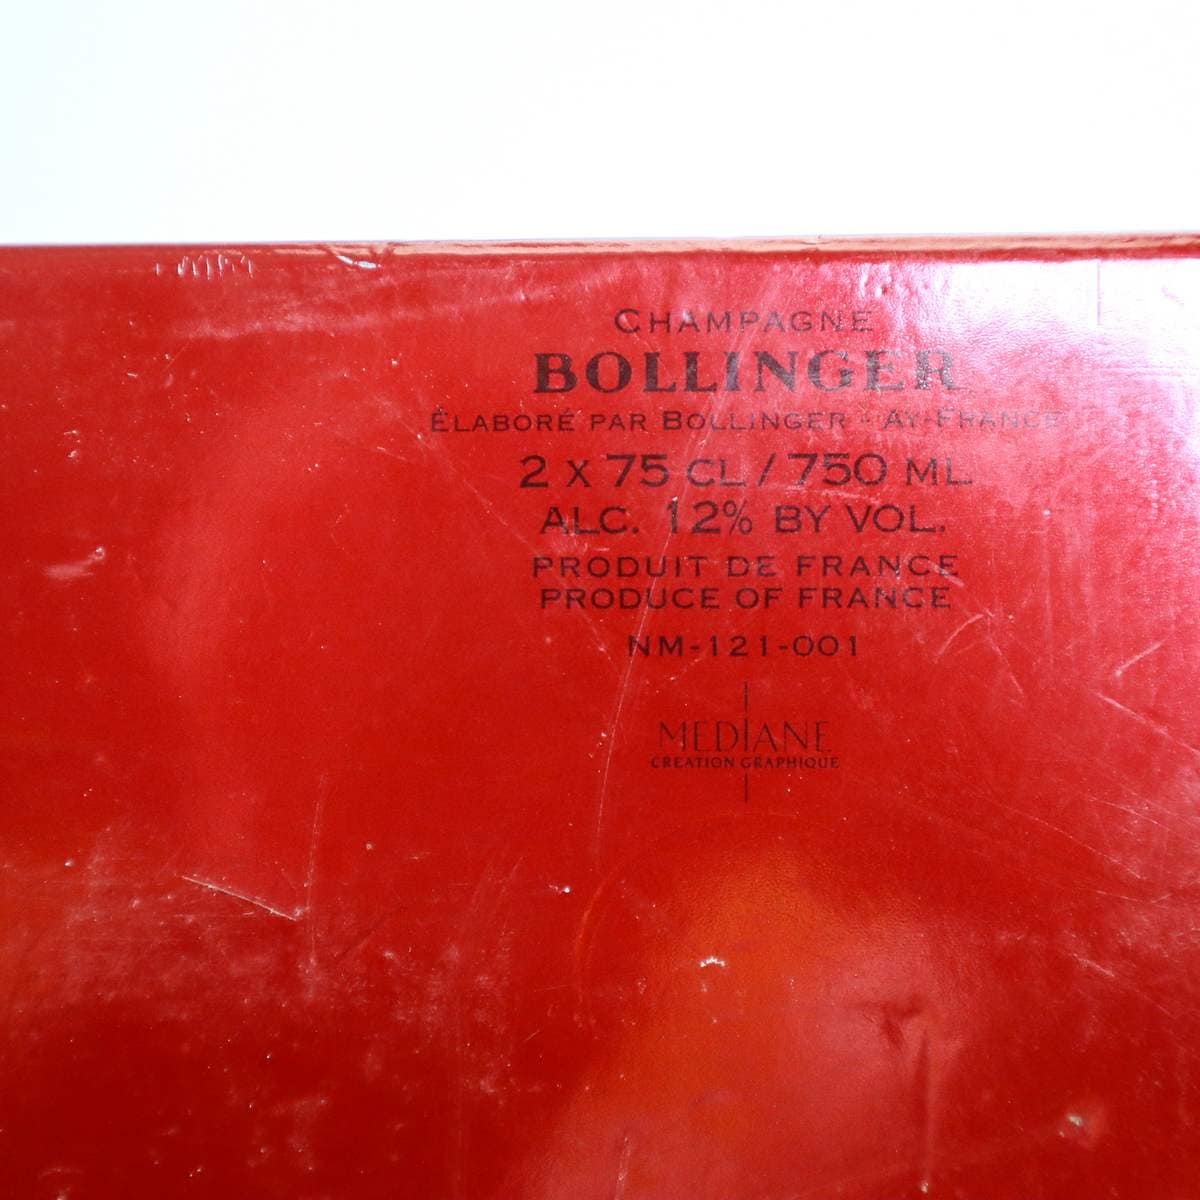 CHAMPAGNE
BOLLINGER
ÉLABORÉ PAR BOLLINGER - AY-FRANCE
2 X 75 CL / 750 ML
ALC. 12% BY VOL.
PRODUIT DE FRANCE
PRODUCE OF FRANCE
NM-121-001
MEDIANE
CREATION GRAPHIQUE